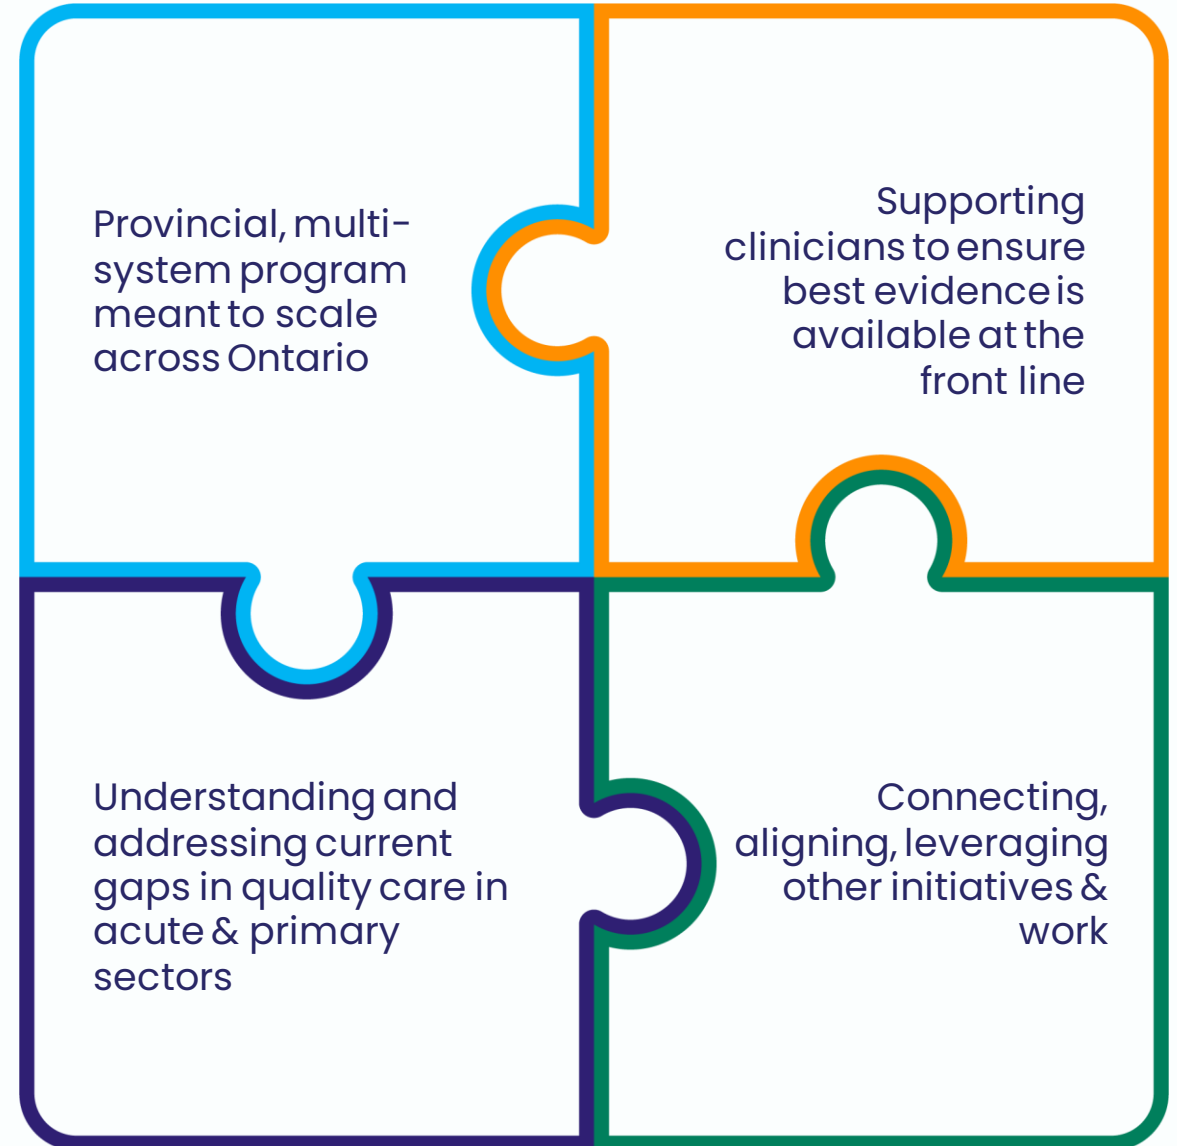 Provincial, multi-
system program
meant to scale
across Ontario
Supporting
clinicians to ensure
best evidence is
available at the
front line
Understanding and
addressing current
gaps in quality care in
acute & primary
sectors
Connecting,
aligning, leveraging
other initiatives &
work